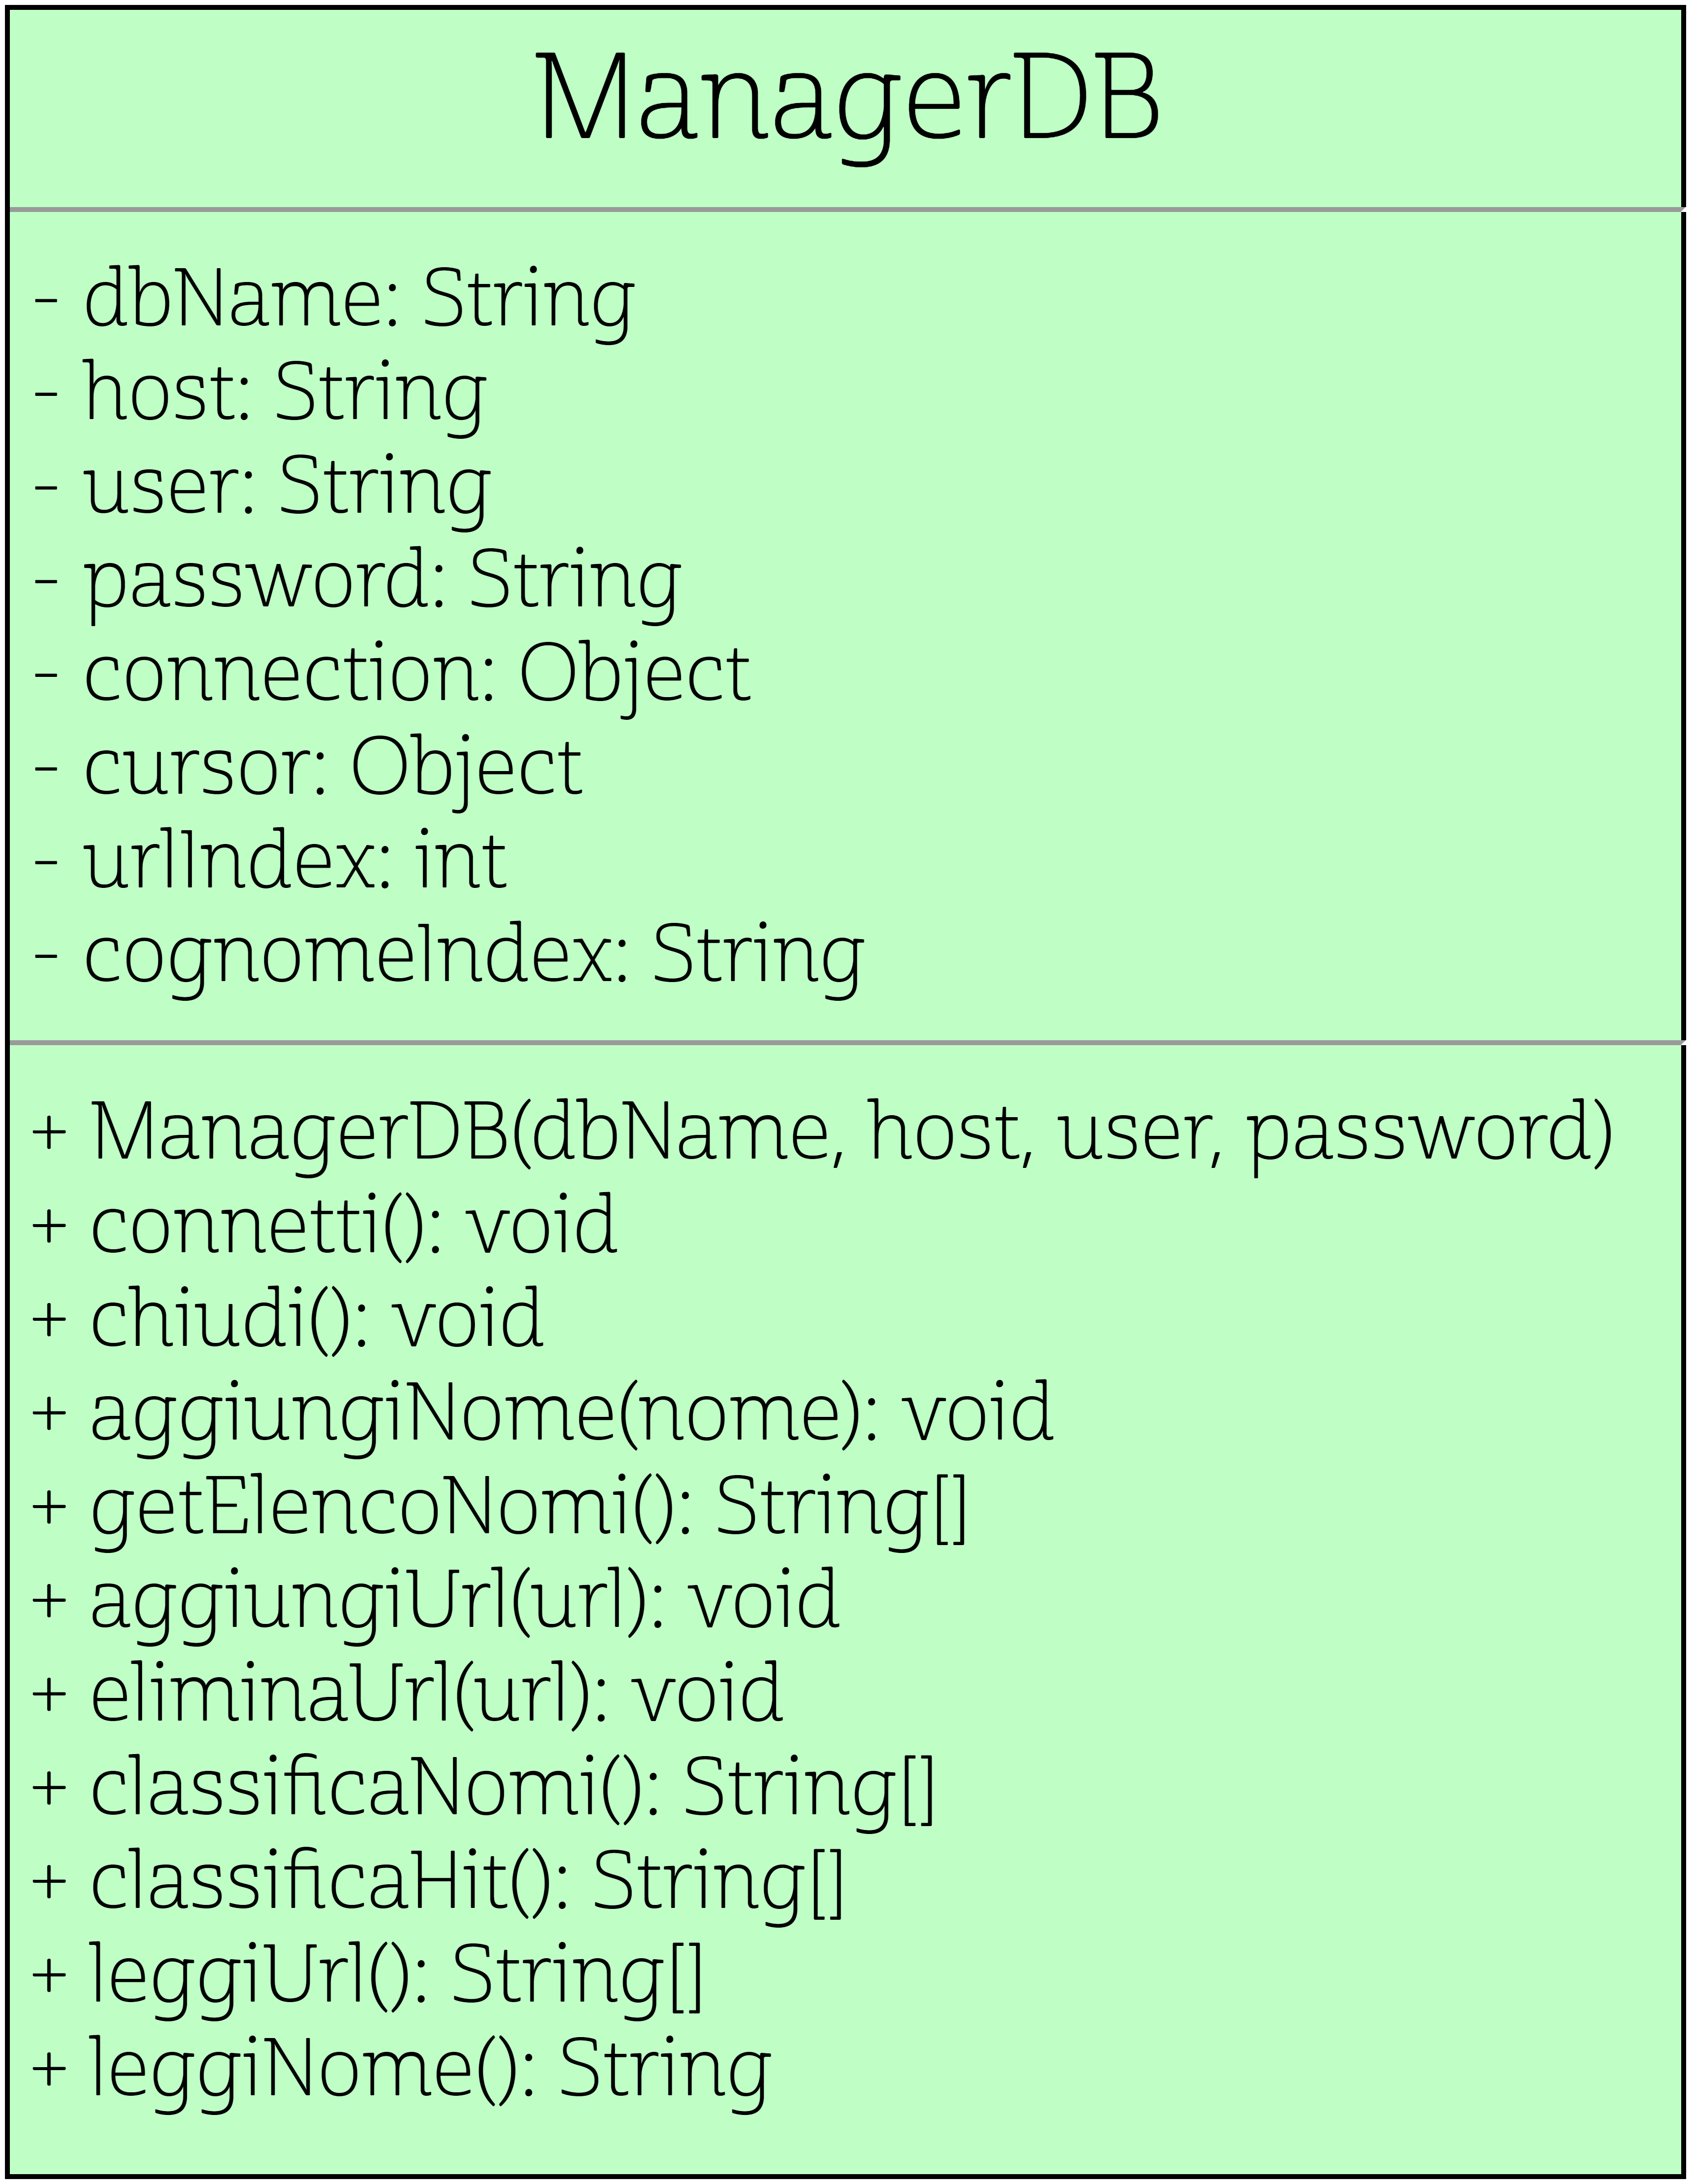 ManagerDB
- dbName: String
- host: String
- user: String
- password: String
- connection: Object
- cursor: Object
- urlIndex: int
- cognomeIndex: String
+ ManagerDB(dbName, host, user, password)
+ connetti(): void
+ chiudi(): void
+ aggiungiNome(nome): void
+ getElencoNomi(): String[]
+ aggiungiUrl(url): void
+ eliminaUrl(url): void
+ classificaNomi(): String[]
+ classificaHit(): String[]
+ leggiUrl(): String[]
+ leggiNome(): String